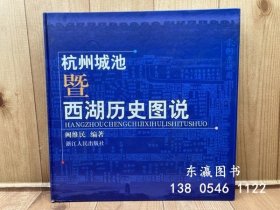 杭州城池
暨
西湖历史图说
HANGZHOUCHENGCHIJIXIHULISHITUSHUO
阙维民 编著
浙江人民出版社
东瀛图书
138 0546 1122